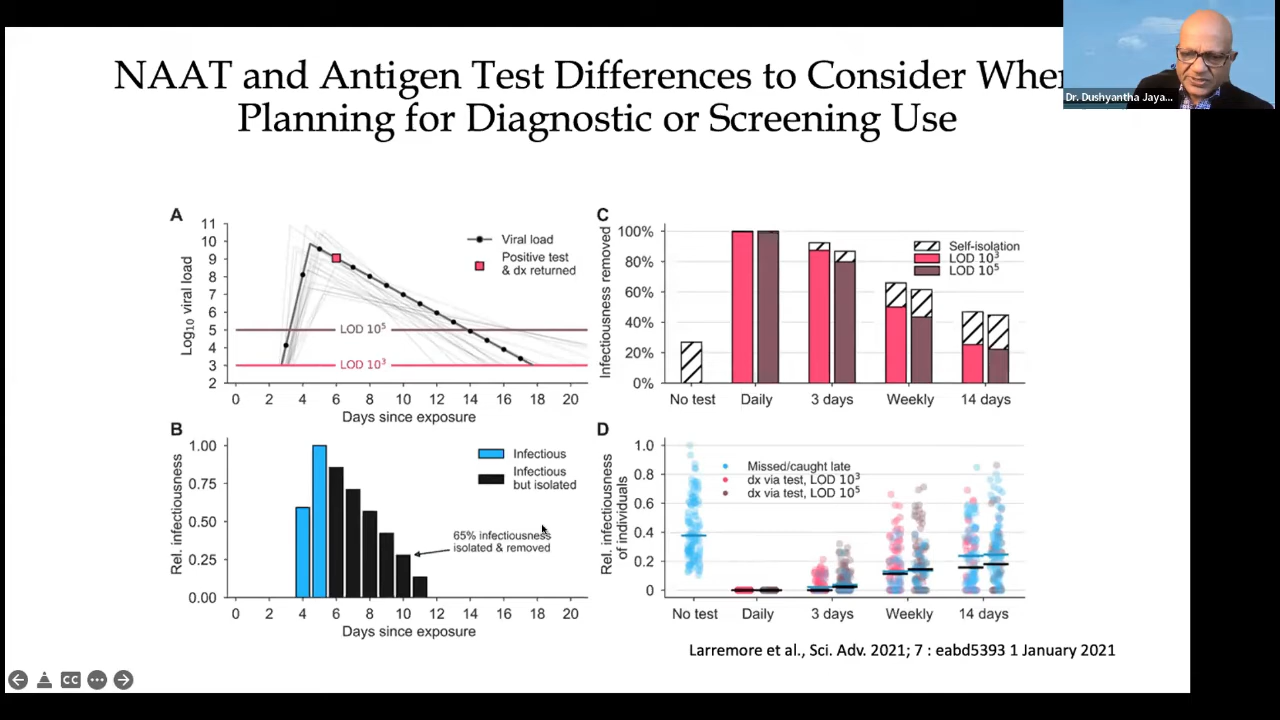 NAAT and Antigen Test Differences to Consider When
Planning for Diagnostic or Screening Use
Dr. Dushyantha Jaya...
A
11
10
9
8
7
6
5
4
3
2
Log10 viral load
Viral load
Positive test
& dx returned
LOD 10⁵
LOD 10³
0 2 4 6 8 10 12 14 16 18 20
Days since exposure
B
1.00
0.75
0.50
0.25
0.00
Rel. infectiousness
Infectious
Infectious
but isolated
65% infectiousness
isolated & removed
0 2 4 6 8 10 12 14 16 18 20
Days since exposure
C
100%
80%
60%
40%
20%
0%
Infectiousness removed
Self-isolation
LOD 10³
LOD 10⁵
No test Daily 3 days Weekly 14 days
D
1.0
0.8
0.6
0.4
0.2
0
Rel. infectiousness
of individuals
Missed/caught late
dx via test, LOD 10³
dx via test, LOD 10⁵
No test Daily 3 days Weekly 14 days
Larremore et al., Sci. Adv. 2021; 7 : eabd5393 1 January 2021
CC